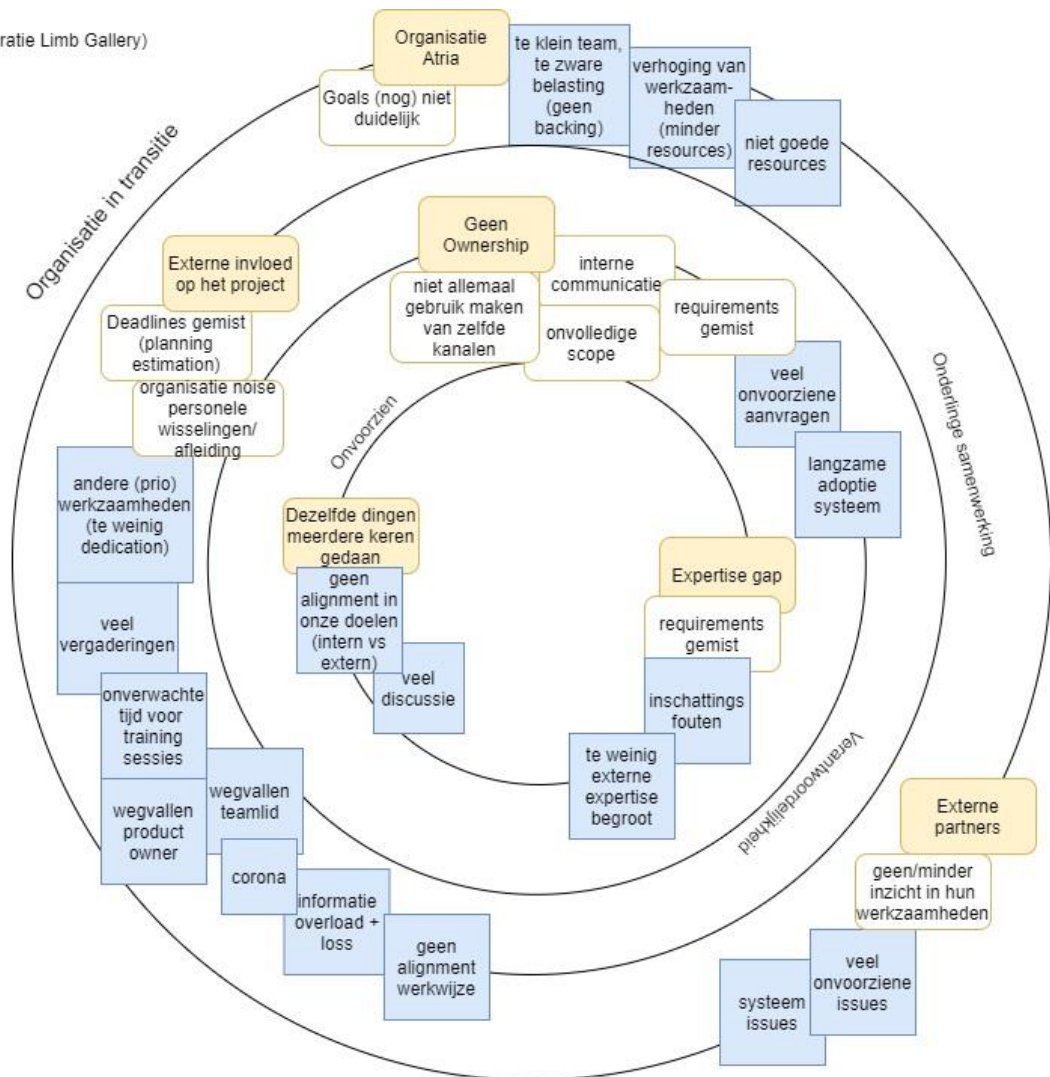 ratie Limb Gallery)
Organisatie
Atria
Goals (nog) niet
duidelijk
te klein team,
te zware
belasting
(geen
backing)
verhoging van
werkzaam-
heden
(minder
resources)
niet goede
resources
Organisatie in transitie
Externe invloed
op het project
Deadlines gemist
(planning
estimation)
organisatie noise
personele
wisselingen/
afleiding
andere (prio)
werkzaamheden
(te weinig
dedication)
veel
vergaderingen
onverwachte
tijd voor
training
sessies
wegvallen
product
owner
wegvallen
teamlid
corona
informatie
overload +
loss
geen
alignment
werkwijze
Geen
Ownership
interne
communicatie
niet allemaal
gebruik maken
van zelfde
kanalen
onvolledige
scope
requirements
gemist
veel
onvoorziene
aanvragen
langzame
adoptie
systeem
Onderlinge samenwerking
Onvoorzien
Dezelfde dingen
meerdere keren
gedaan
geen
alignment in
onze doelen
(intern vs
extern)
veel
discussie
Expertise gap
requirements
gemist
inschattings
fouten
te weinig
externe
expertise
begroot
Verantwoordelijkheid
Externe
partners
geen/minder
inzicht in hun
werkzaamheden
veel
onvoorziene
issues
systeem
issues